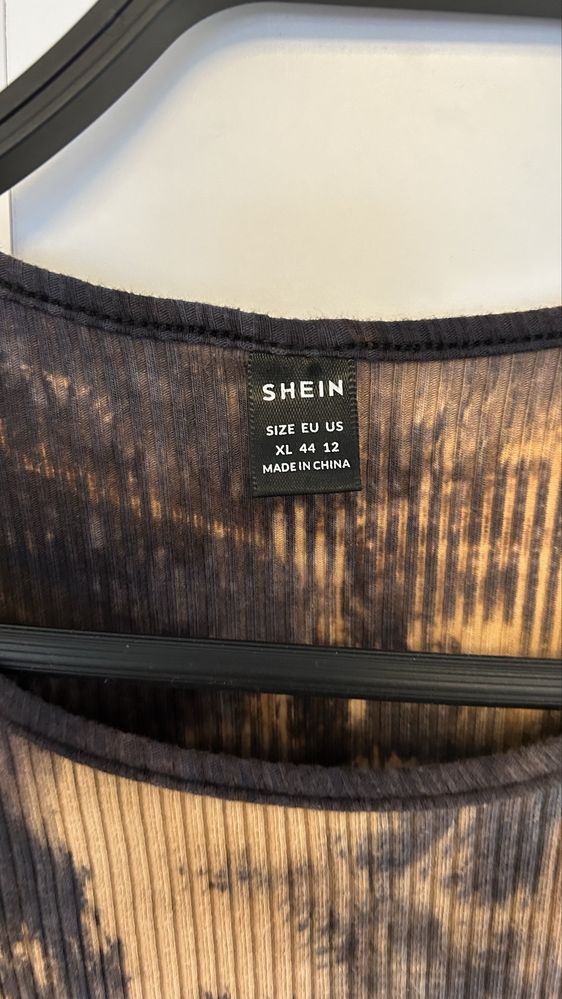 SHEIN
SIZE EU US
XL 44 12
MADE IN CHINA